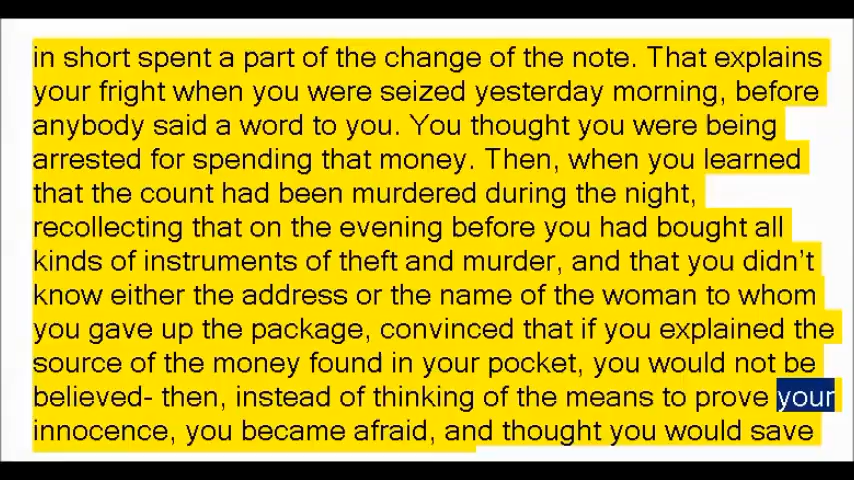 in short spent a part of the change of the note. That explains
your fright when you were seized yesterday morning, before
anybody said a word to you. You thought you were being
arrested for spending that money. Then, when you learned
that the count had been murdered during the night,
recollecting that on the evening before you had bought all
kinds of instruments of theft and murder, and that you didn’t
know either the address or the name of the woman to whom
you gave up the package, convinced that if you explained the
source of the money found in your pocket, you would not be
believed- then, instead of thinking of the means to prove your
innocence, you became afraid, and thought you would save